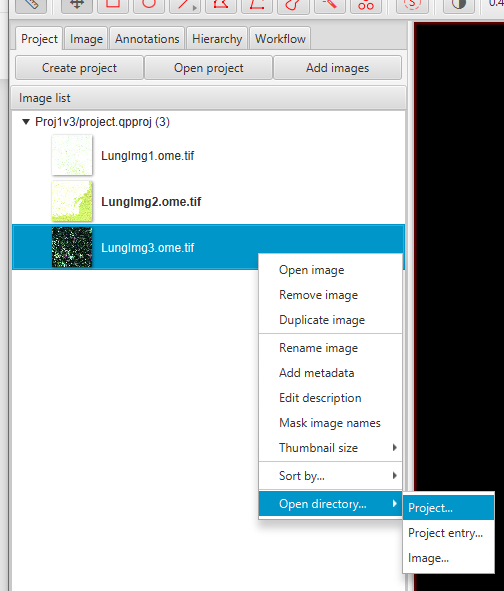 0.4
Project
Image
Annotations
Hierarchy
Workflow
Create project
Open project
Add images
Image list
Proj1v3/project.qpproj (3)
LungImg1.ome.tif
LungImg2.ome.tif
LungImg3.ome.tif
Open image
Remove image
Duplicate image
Rename image
Add metadata
Edit description
Mask image names
Thumbnail size
Sort by...
Open directory...
Project...
Project entry...
Image...